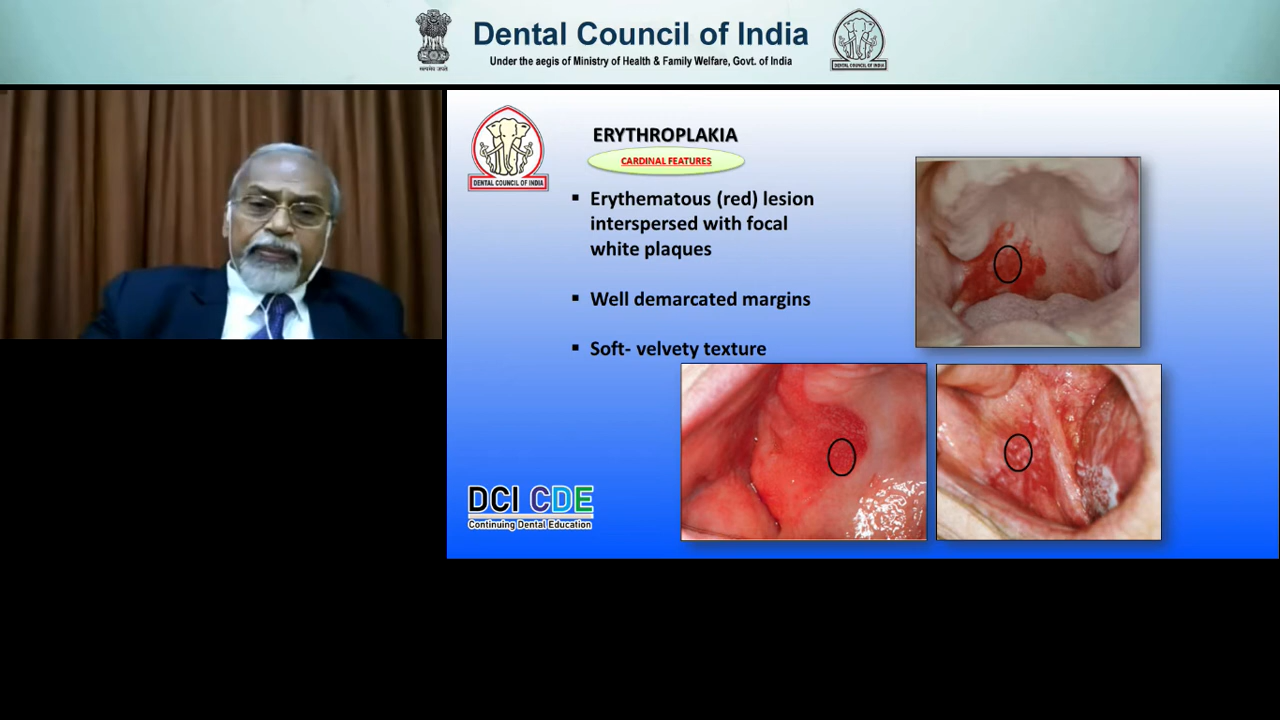 Dental Council of India
Under the aegis of Ministry of Health & Family Welfare, Govt. of India
ERYTHROPLAKIA
CARDINAL FEATURES
DENTAL COUNCIL OF INDIA
▪ Erythematous (red) lesion
interspersed with focal
white plaques
▪ Well demarcated margins
▪ Soft- velvety texture
DCI CDE
Continuing Dental Education